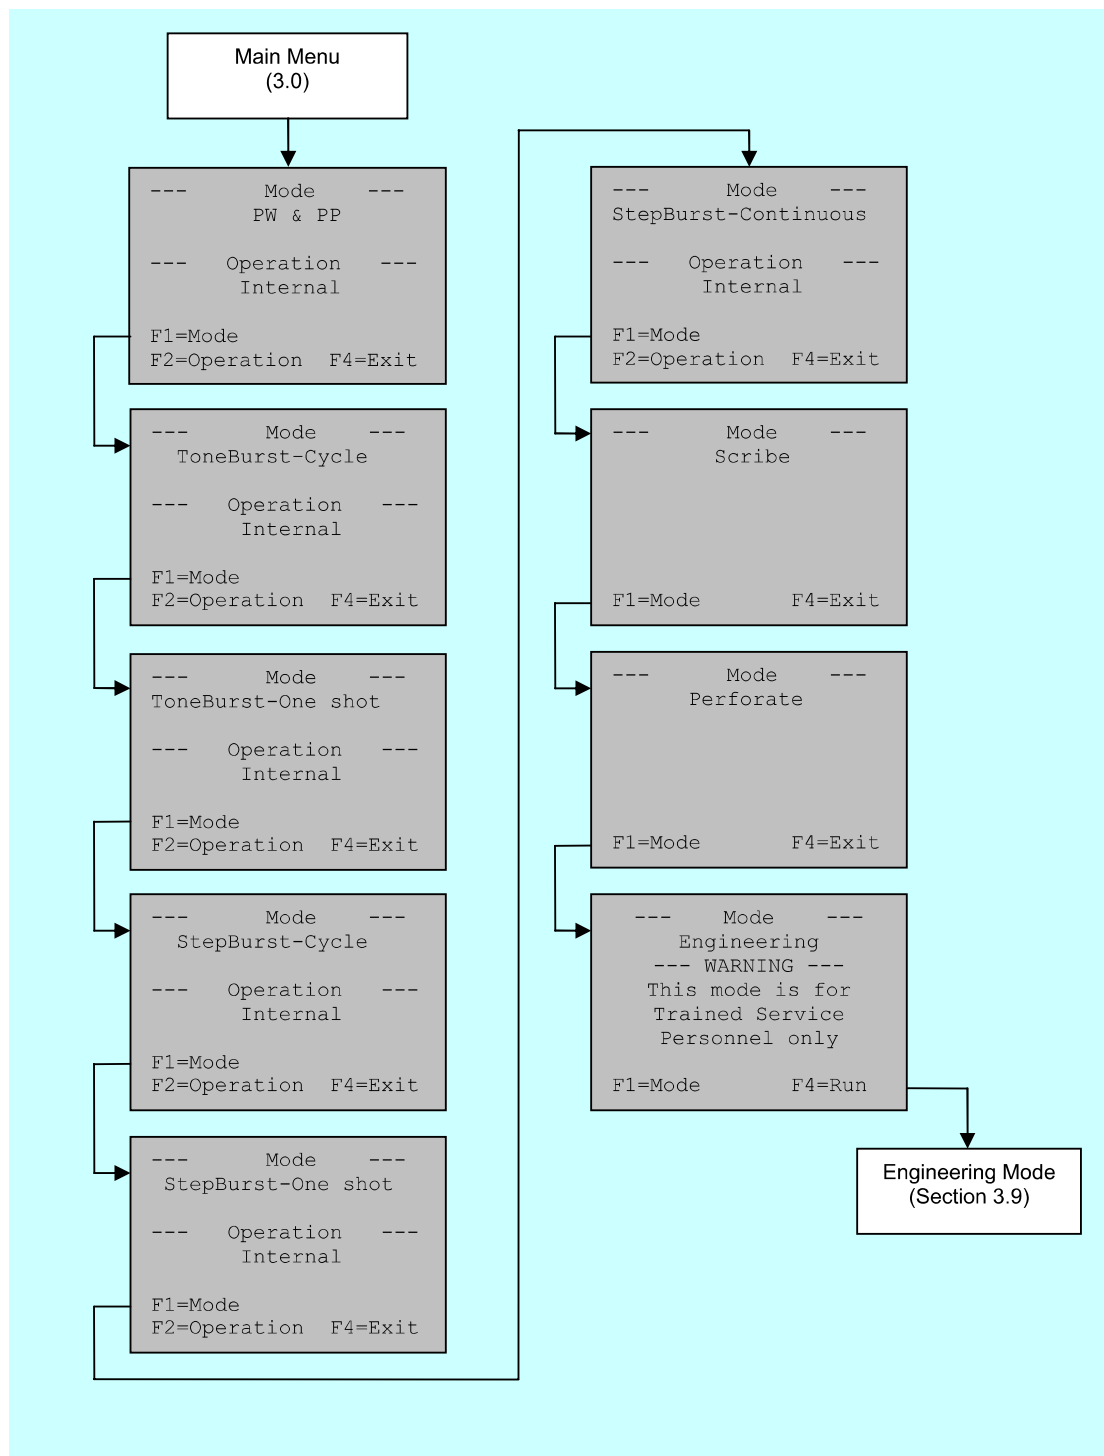 Main Menu
(3.0)
--- Mode ---
PW & PP
--- Operation ---
Internal
F1=Mode
F2=Operation F4=Exit
--- Mode ---
ToneBurst-Cycle
--- Operation ---
Internal
F1=Mode
F2=Operation F4=Exit
--- Mode ---
ToneBurst-One shot
--- Operation ---
Internal
F1=Mode
F2=Operation F4=Exit
--- Mode ---
StepBurst-Cycle
--- Operation ---
Internal
F1=Mode
F2=Operation F4=Exit
--- Mode ---
StepBurst-One shot
--- Operation ---
Internal
F1=Mode
F2=Operation F4=Exit
--- Mode ---
StepBurst-Continuous
--- Operation ---
Internal
F1=Mode
F2=Operation F4=Exit
--- Mode ---
Scribe
F1=Mode F4=Exit
--- Mode ---
Perforate
F1=Mode F4=Exit
--- Mode ---
Engineering
--- WARNING ---
This mode is for
Trained Service
Personnel only
F1=Mode F4=Run
Engineering Mode
(Section 3.9)